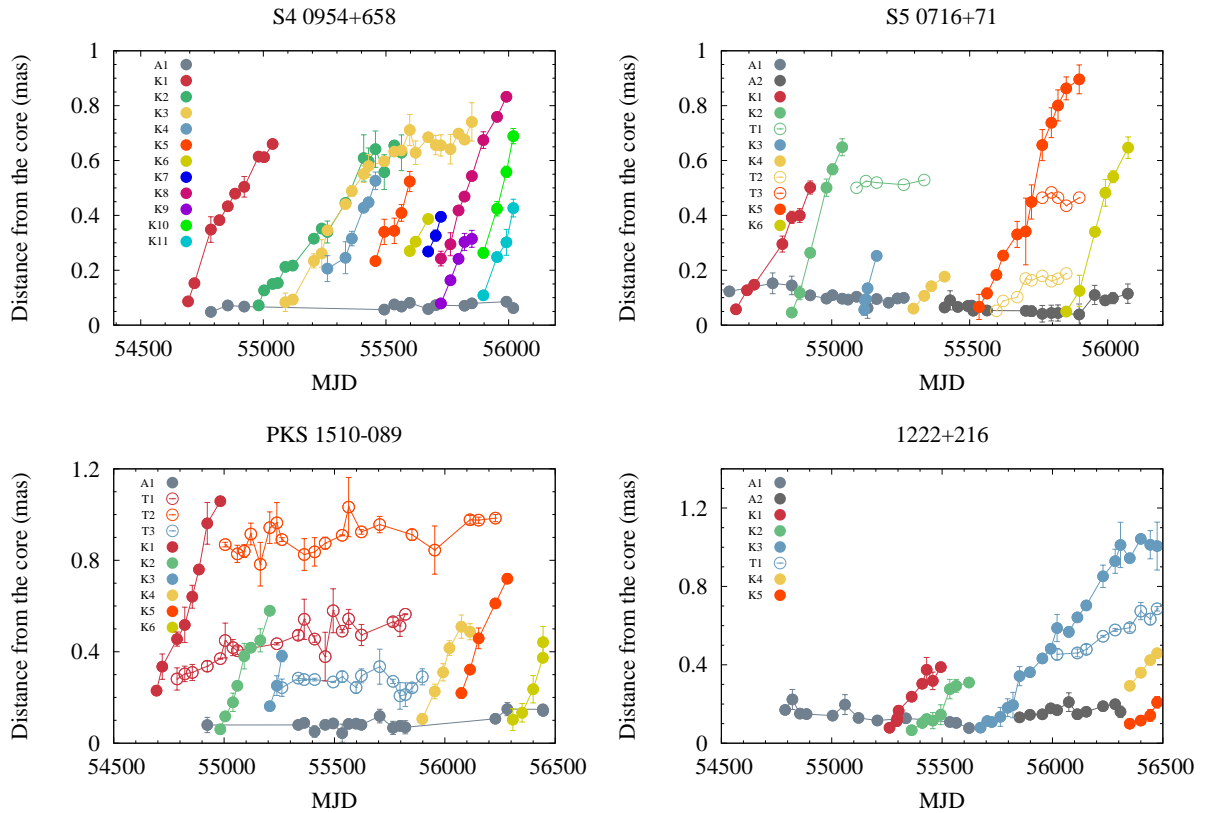 S4 0954+658
Distance from the core (mas)
1
0.8
0.6
0.4
0.2
0
A1
K1
K2
K3
K4
K5
K6
K7
K8
K9
K10
K11
54500 55000 55500 56000
MJD
S5 0716+71
Distance from the core (mas)
1
0.8
0.6
0.4
0.2
0
A1
A2
K1
K2
T1
K3
K4
T2
T3
K5
K6
55000 55500 56000
MJD
PKS 1510-089
Distance from the core (mas)
1.2
0.8
0.4
0
A1
T1
T2
T3
K1
K2
K3
K4
K5
K6
54500 55000 55500 56000 56500
MJD
1222+216
Distance from the core (mas)
1.2
0.8
0.4
0
A1
A2
K1
K2
K3
T1
K4
K5
54500 55000 55500 56000 56500
MJD